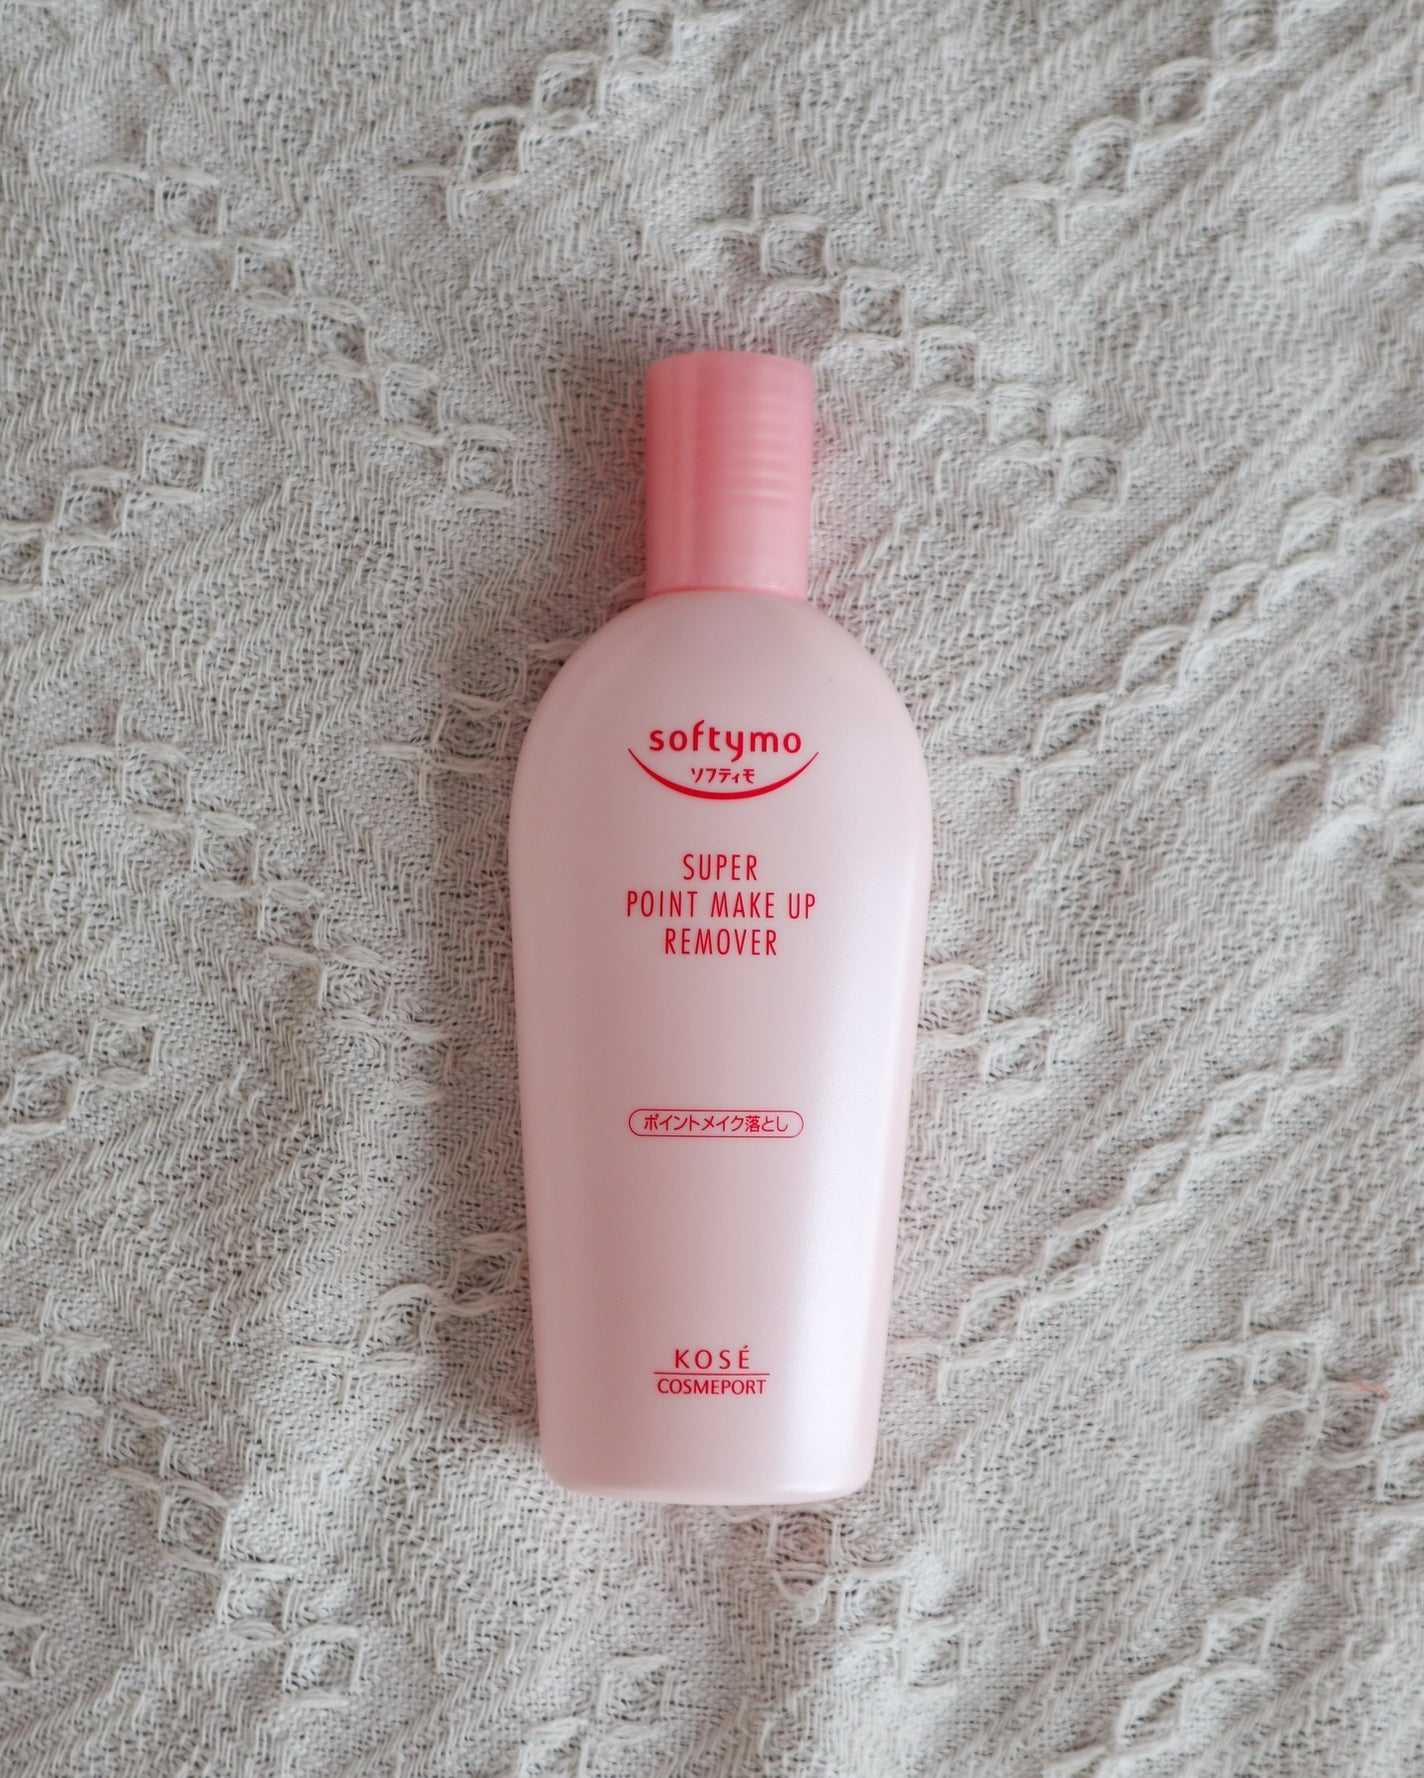 softymo
ソフティモ
SUPER
POINT MAKE UP
REMOVER
ポイントメイク落とし
KOSÉ
COSMEPORT